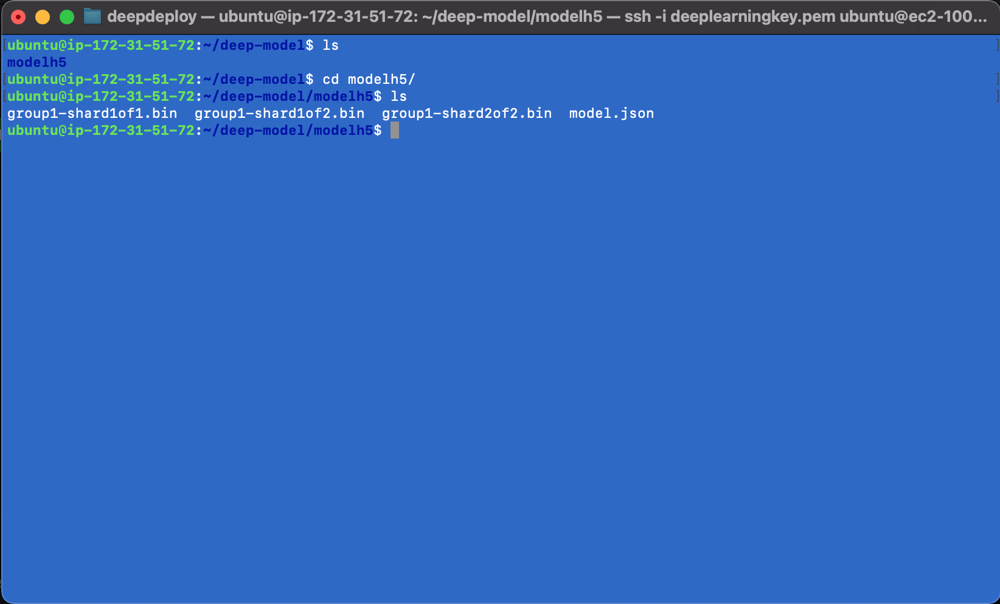 deepdeploy — ubuntu@ip-172-31-51-72: ~/deep-model/modelh5 — ssh -i deeplearningkey.pem ubuntu@ec2-100...
[ubuntu@ip-172-31-51-72:~/deep-model$ ls ]
modelh5
[ubuntu@ip-172-31-51-72:~/deep-model$ cd modelh5/ ]
[ubuntu@ip-172-31-51-72:~/deep-model/modelh5$ ls ]
group1-shard1of1.bin  group1-shard1of2.bin  group1-shard2of2.bin  model.json
ubuntu@ip-172-31-51-72:~/deep-model/modelh5$